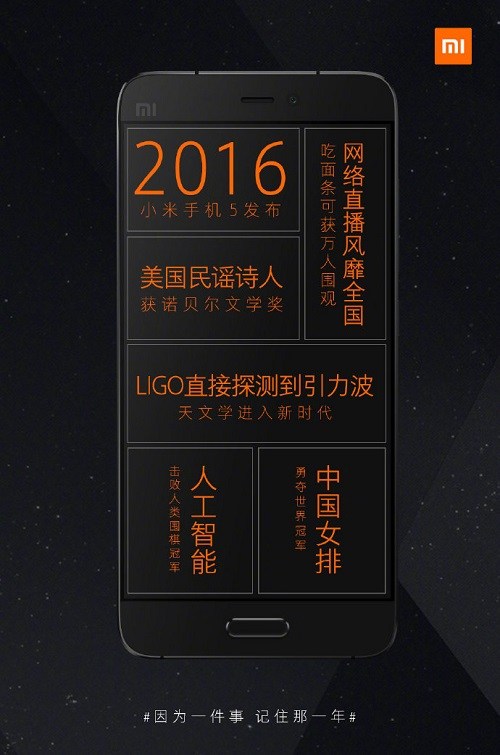 mi
mi
2016
小米手机5发布
网络直播风靡全国
吃面条可获万人围观
美国民谣诗人
获诺贝尔文学奖
LIGO直接探测到引力波
天文学进入新时代
人工智能
击败人类围棋冠军
中国女排
勇夺世界冠军
#因为一件事 记住那一年#